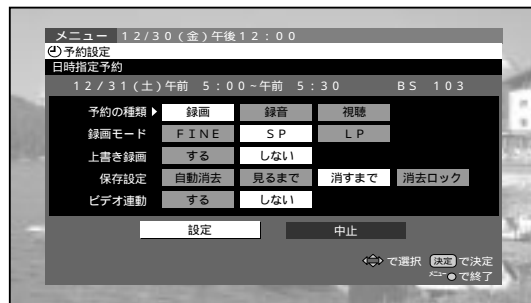 メニュー 12/30(金)午後12:00
予約設定
日時指定予約
12/31(土)午前 5:00~午前 5:30 BS 103
予約の種類 録画 録音 視聴
録画モード FINE SP LP
上書き録画 する しない
保存設定 自動消去 見るまで 消すまで 消去ロック
ビデオ連動 する しない
設定 中止
で選択 決定 で決定
メニュー で終了